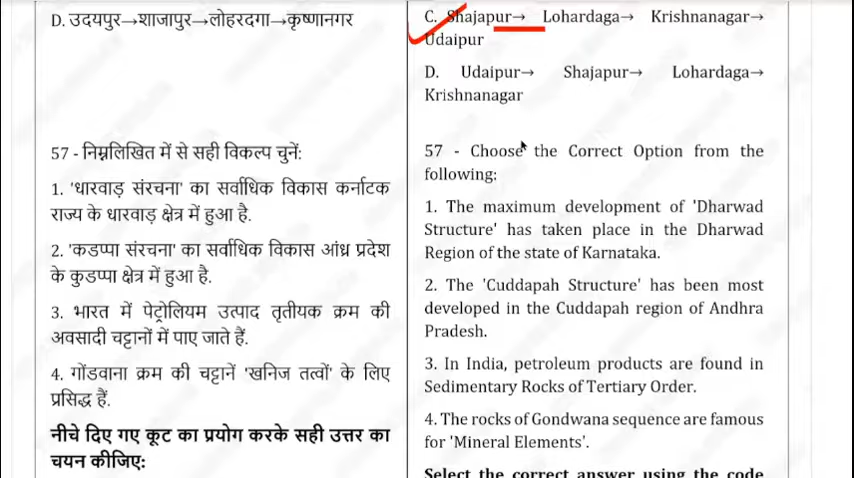 D. उदयपुर→शाजापुर→लोहरदगा→कृष्णानगर
57 - निम्नलिखित में से सही विकल्प चुनें:
1. 'धारवाड़ संरचना' का सर्वाधिक विकास कर्नाटक
राज्य के धारवाड़ क्षेत्र में हुआ है.
2. 'कडप्पा संरचना' का सर्वाधिक विकास आंध्र प्रदेश
के कुडप्पा क्षेत्र में हुआ है.
3. भारत में पेट्रोलियम उत्पाद तृतीयक क्रम की
अवसादी चट्टानों में पाए जाते हैं.
4. गोंडवाना क्रम की चट्टानें 'खनिज तत्वों' के लिए
प्रसिद्ध हैं.
नीचे दिए गए कूट का प्रयोग करके सही उत्तर का
चयन कीजिए:
C. Shajapur→ Lohardaga→ Krishnanagar→
Udaipur
D. Udaipur→ Shajapur→ Lohardaga→
Krishnanagar
57 - Choose the Correct Option from the
following:
1. The maximum development of 'Dharwad
Structure' has taken place in the Dharwad
Region of the state of Karnataka.
2. The 'Cuddapah Structure' has been most
developed in the Cuddapah region of Andhra
Pradesh.
3. In India, petroleum products are found in
Sedimentary Rocks of Tertiary Order.
4. The rocks of Gondwana sequence are famous
for 'Mineral Elements'.
Select the correct answer using the code